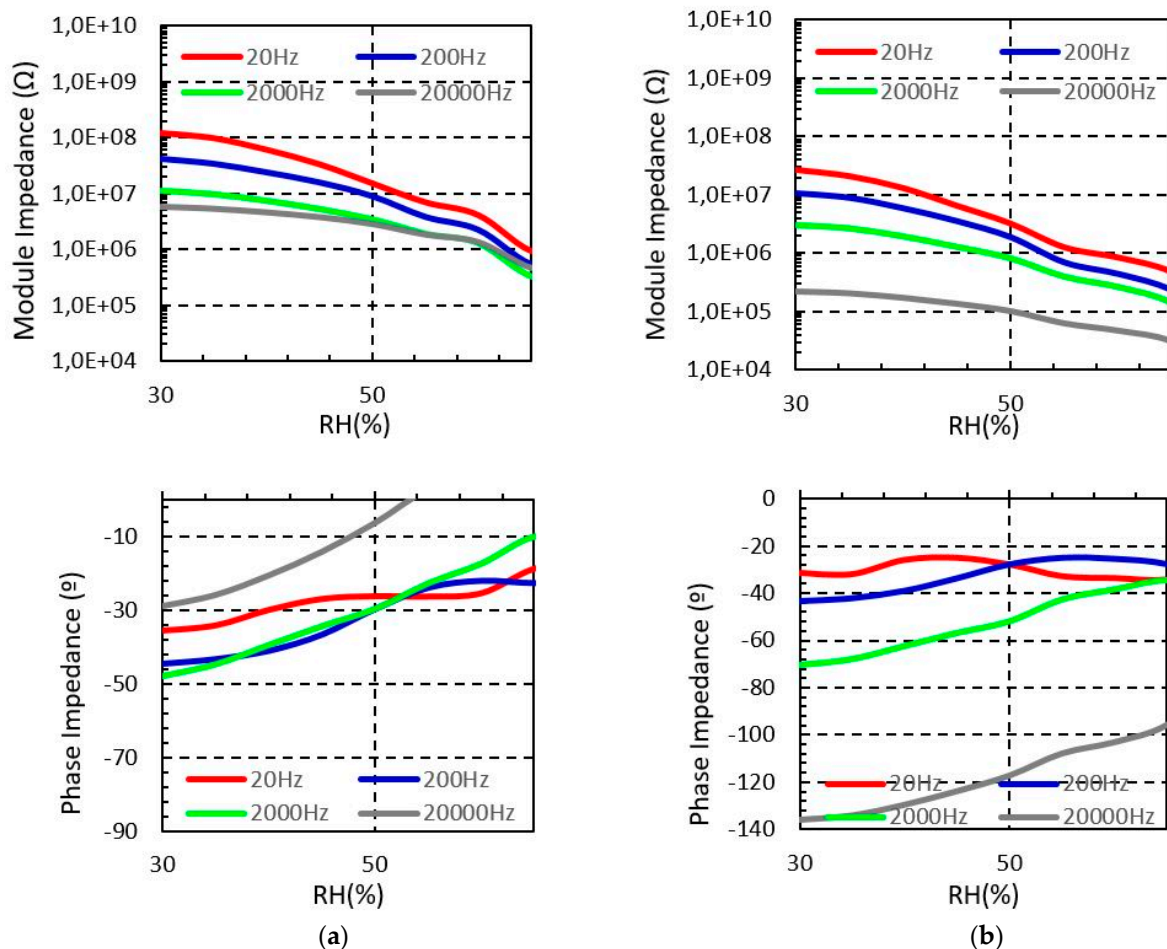 1,0E+10
1,0E+09
1,0E+08
1,0E+07
1,0E+06
1,0E+05
1,0E+04
Module Impedance (Ω)
20Hz 200Hz
2000Hz 20000Hz
30 50
RH(%)
1,0E+10
1,0E+09
1,0E+08
1,0E+07
1,0E+06
1,0E+05
1,0E+04
Module Impedance (Ω)
20Hz 200Hz
2000Hz 20000Hz
30 50
RH(%)
-10
-30
-50
-70
-90
Phase Impedance (º)
20Hz 200Hz
2000Hz 20000Hz
30 50
RH(%)
(a)
0
-20
-40
-60
-80
-100
-120
-140
Phase Impedance (º)
20Hz 200Hz
2000Hz 20000Hz
30 50
RH(%)
(b)